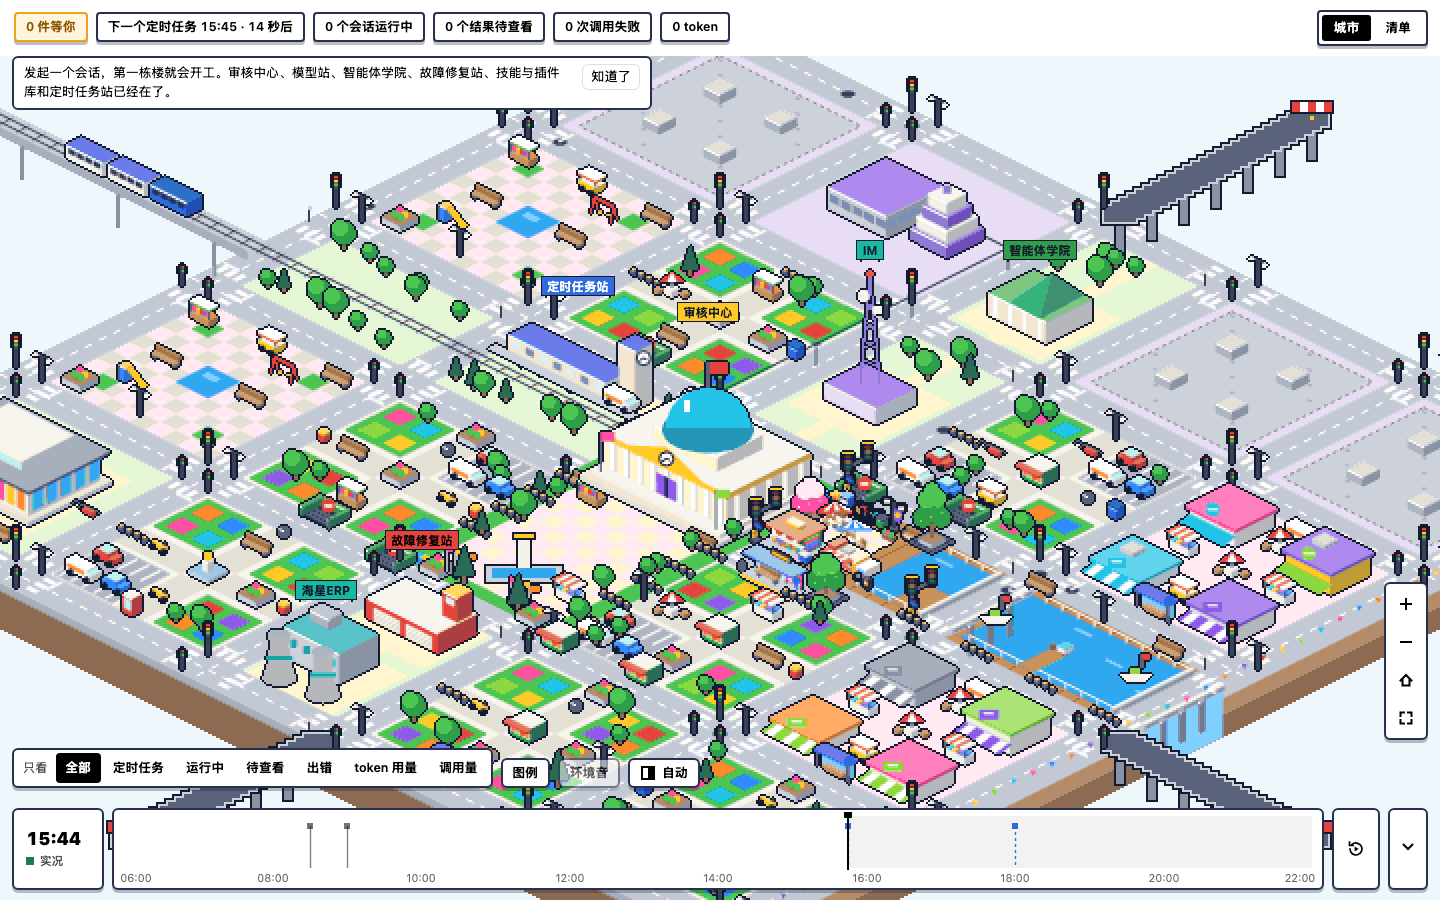 0 件等你
下一个定时任务 15:45 · 14 秒后
0 个会话运行中
0 个结果待查看
0 次调用失败
0 token
城市
清单
发起一个会话，第一栋楼就会开工。审核中心、模型站、智能体学院、故障修复站、技能与插件
库和定时任务站已经在了。
知道了
IM
智能体学院
定时任务站
审核中心
故障修复站
海星ERP
只看
全部
定时任务
运行中
待查看
出错
token 用量
调用量
图例
环境音
自动
15:44
实况
06:00
08:00
10:00
12:00
14:00
16:00
18:00
20:00
22:00